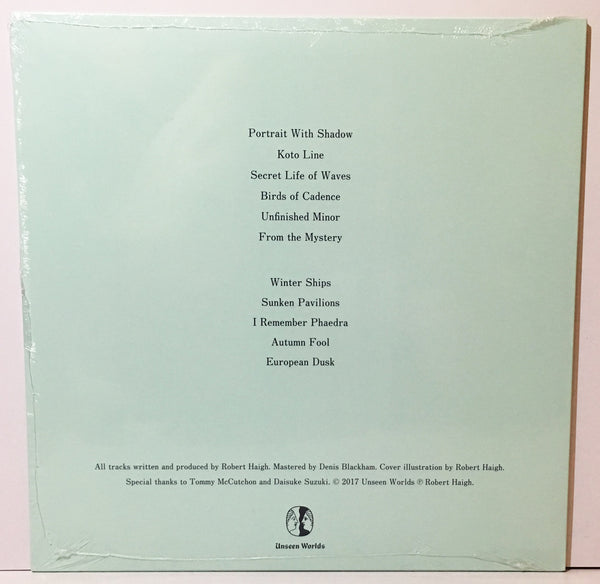 Portrait With Shadow
Koto Line
Secret Life of Waves
Birds of Cadence
Unfinished Minor
From the Mystery
Winter Ships
Sunken Pavilions
I Remember Phaedra
Autumn Fool
European Dusk
All tracks written and produced by Robert Haigh. Mastered by Denis Blackham. Cover illustration by Robert Haigh.
Special thanks to Tommy McCutchon and Daisuke Suzuki. © 2017 Unseen Worlds ℗ Robert Haigh.
Unseen Worlds